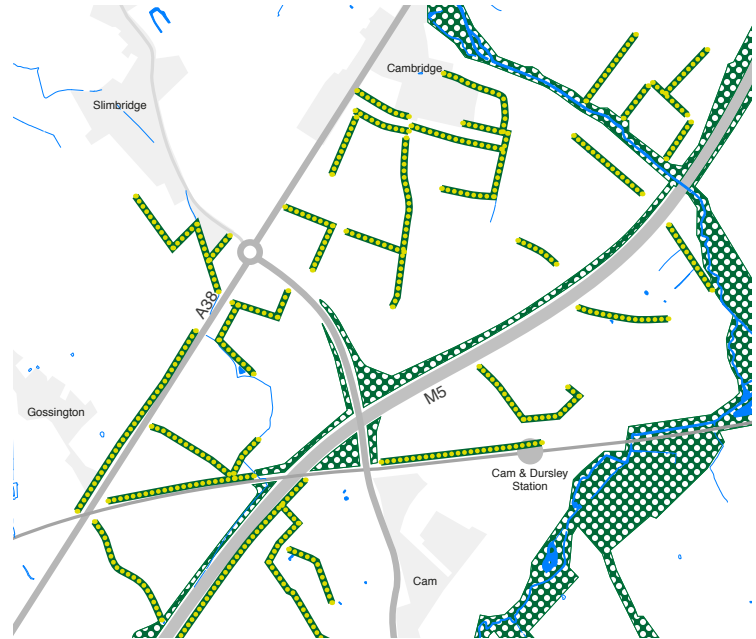 Cambridge
Slimbridge
A38
M5
Gossington
Cam & Dursley
Station
Cam